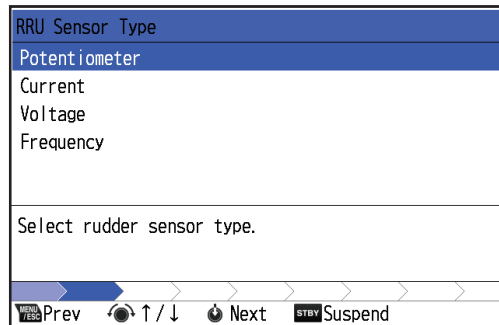 RRU Sensor Type
Potentiometer
Current
Voltage
Frequency
Select rudder sensor type.
MENU/ESC Prev ↑/↓ Next STBY Suspend